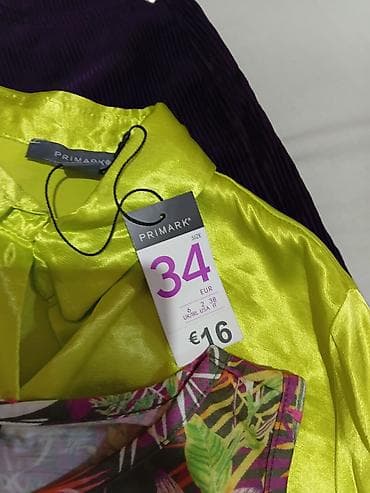 PRIMARK®
PRIMARK®
SIZE
34
EUR
6 2 38
UK/IRL USA IT
€16